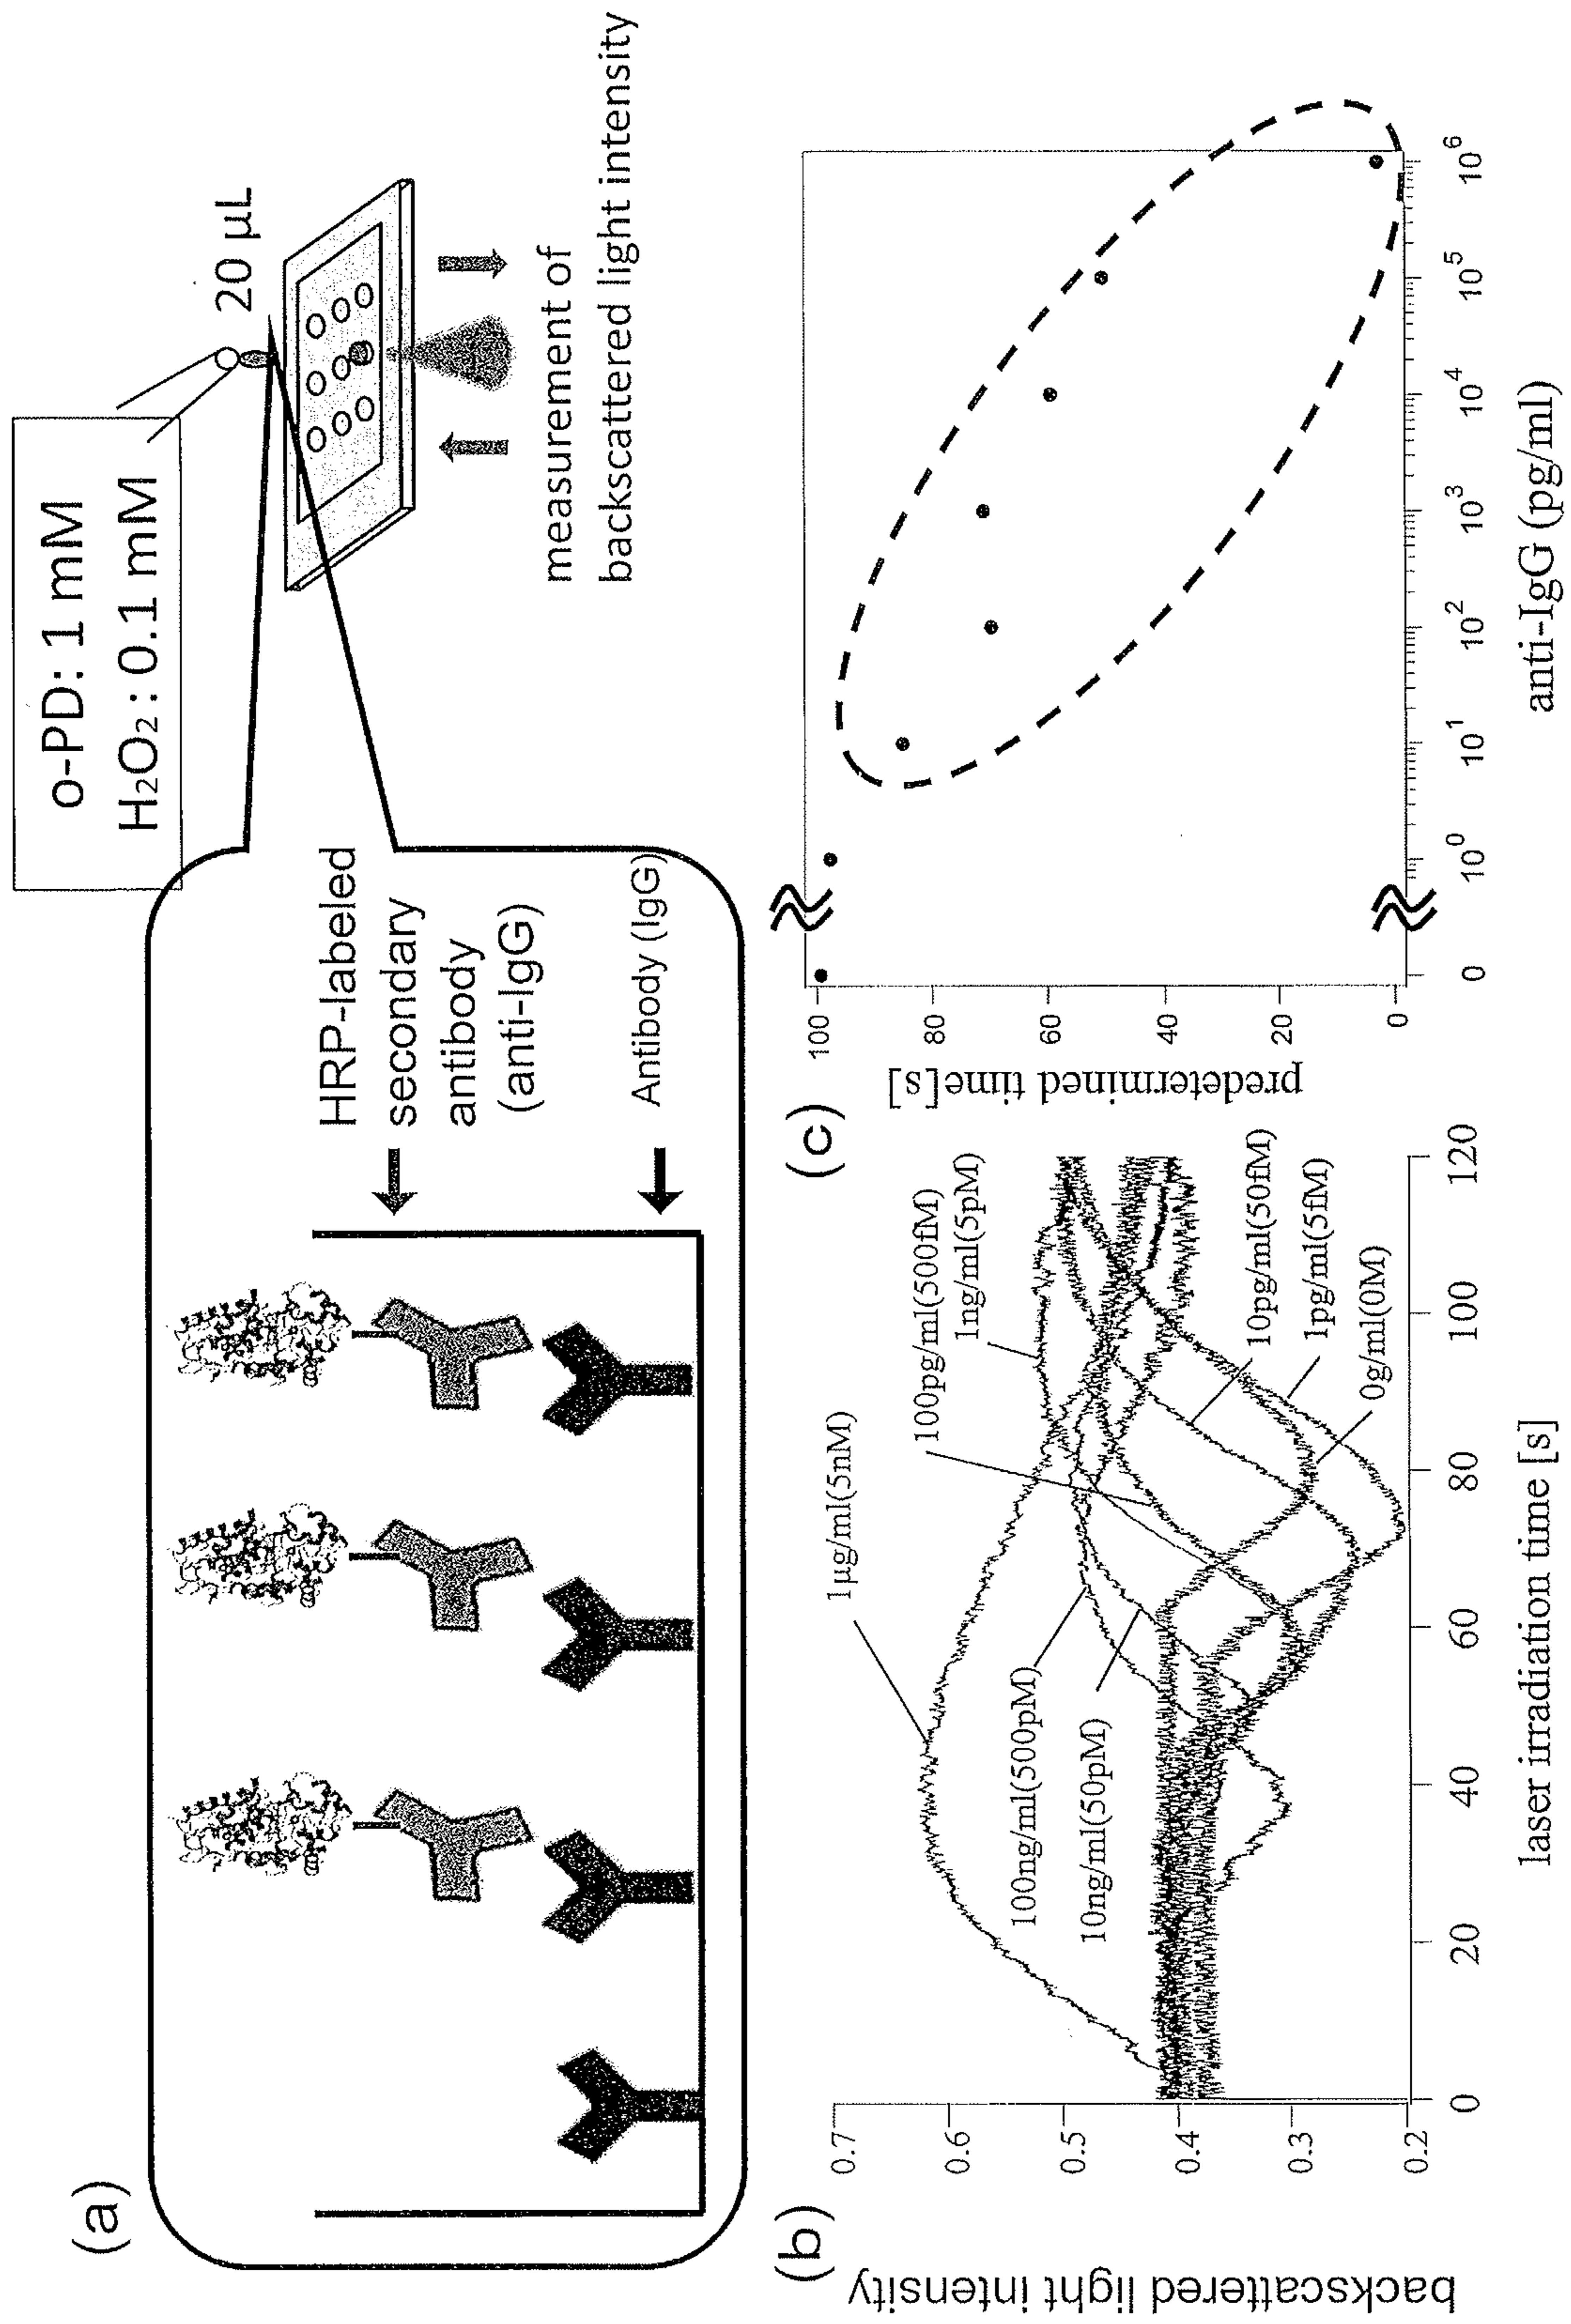 (a)
o-PD: 1 mM
H₂O₂ : 0.1 mM
20 μL
HRP-labeled
secondary
antibody
(anti-IgG)
Antibody (IgG)
measurement of
backscattered light intensity
(b)
backscattered light intensity
0.7
0.6
0.5
0.4
0.3
0.2
1μg/ml(5nM)
100pg/ml(500fM)
1ng/ml(5pM)
100ng/ml(500pM)
10ng/ml(50pM)
10pg/ml(50fM)
1pg/ml(5fM)
0g/ml(0M)
0 20 40 60 80 100 120
laser irradiation time [s]
(c)
predetermined time[s]
100
80
60
40
20
0
0 10⁰ 10¹ 10² 10³ 10⁴ 10⁵ 10⁶
anti-IgG (pg/ml)